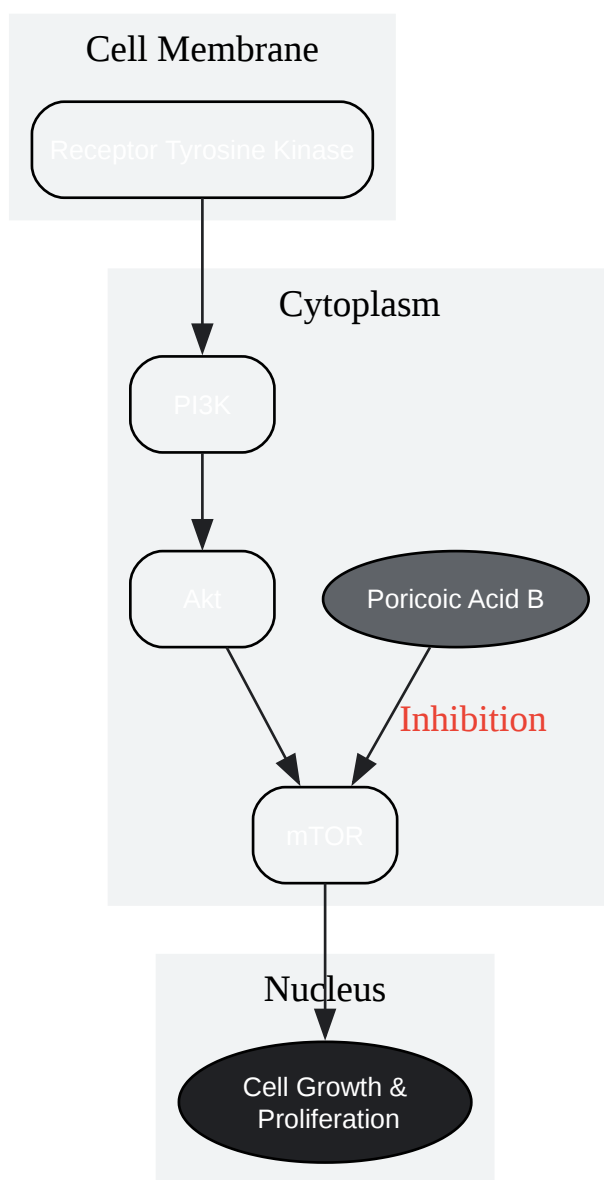 Cell Membrane
Receptor Tyrosine Kinase
Cytoplasm
PI3K
Akt
Poricoic Acid B
Inhibition
mTOR
Nucleus
Cell Growth &
Proliferation